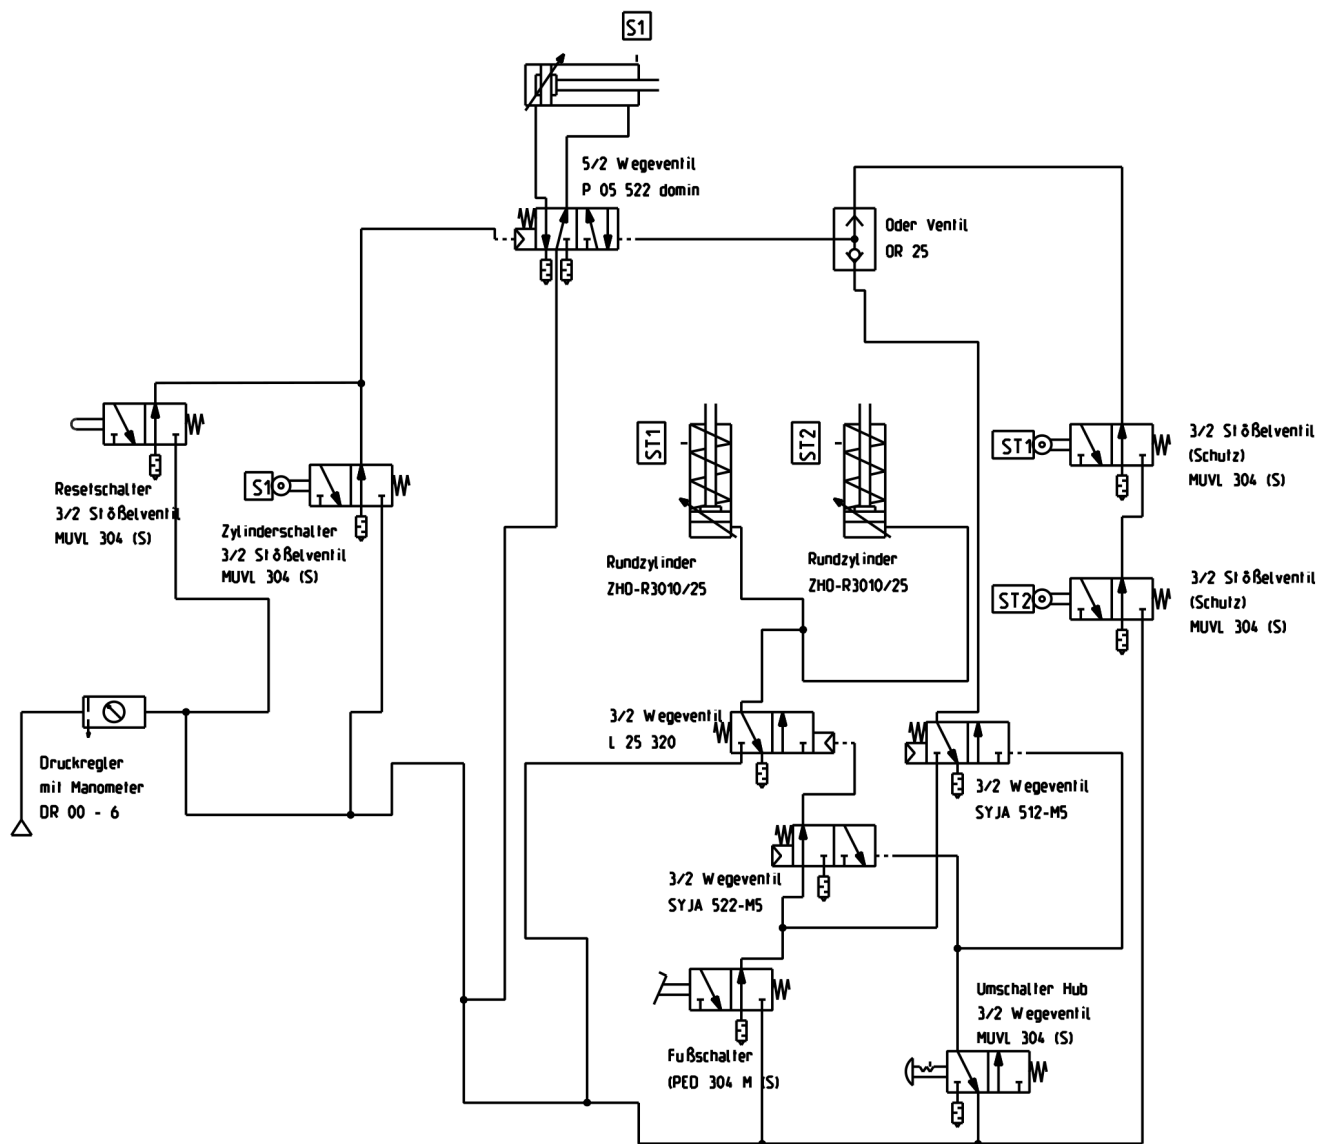 S1
5/2 Wegeventil
P 05 522 domin
Oder Ventil
OR 25
ST1
ST2
ST1
3/2 Stößelventil
(Schutz)
MUVL 304 (S)
Resetschalter
3/2 Stößelventil
MUVL 304 (S)
S1
Zylinderschalter
3/2 Stößelventil
MUVL 304 (S)
Rundzylinder
ZHO-R3010/25
Rundzylinder
ZHO-R3010/25
ST2
3/2 Stößelventil
(Schutz)
MUVL 304 (S)
3/2 Wegeventil
L 25 320
Druckregler
mit Manometer
DR 00 - 6
3/2 Wegeventil
SYJA 512-M5
3/2 Wegeventil
SYJA 522-M5
Umschalter Hub
3/2 Wegeventil
MUVL 304 (S)
Fußschalter
(PED 304 M (S)